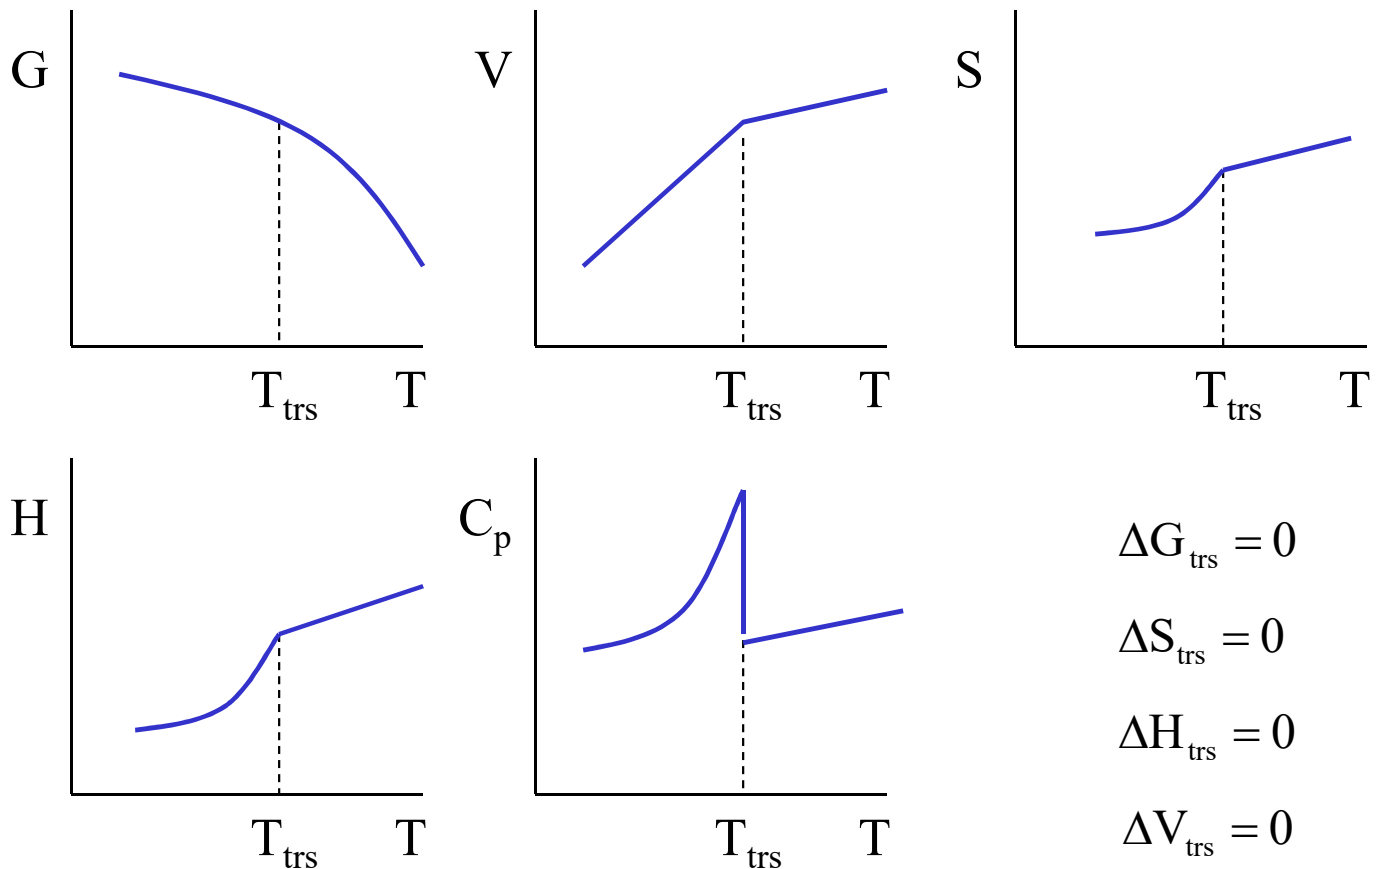 G
V
S
T_trs T
T_trs T
T_trs T
H
C_p
T_trs T
T_trs T
ΔG_trs = 0
ΔS_trs = 0
ΔH_trs = 0
ΔV_trs = 0